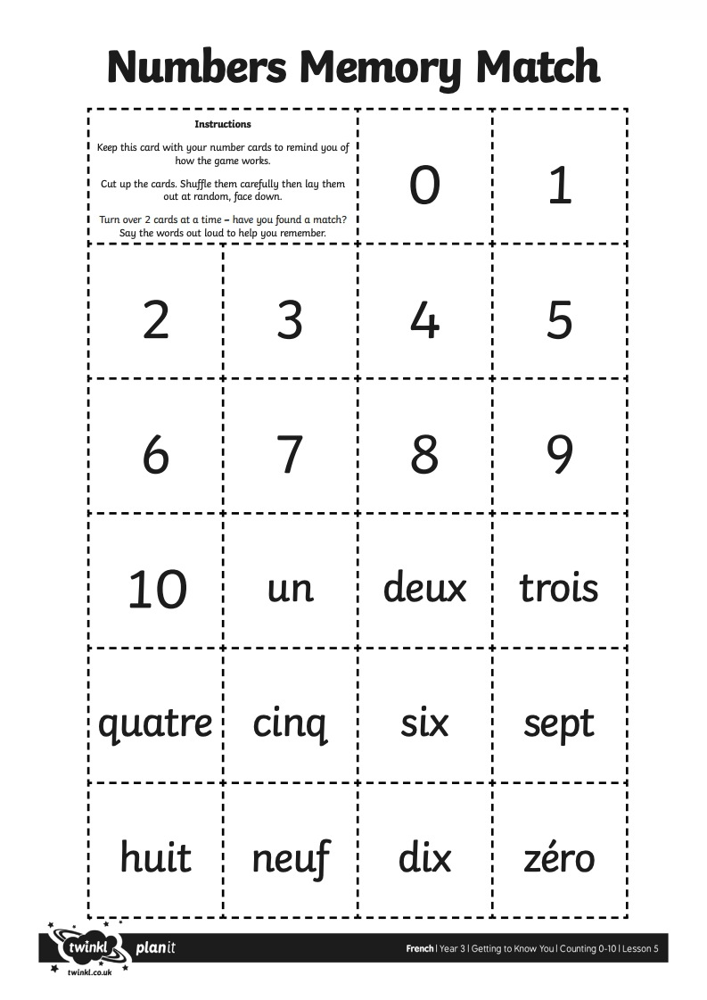 Numbers Memory Match
Instructions
Keep this card with your number cards to remind you of
how the game works.
Cut up the cards. Shuffle them carefully then lay them
out at random, face down.
Turn over 2 cards at a time – have you found a match?
Say the words out loud to help you remember.
0 1
2 3 4 5
6 7 8 9
10 un deux trois
quatre cinq six sept
huit neuf dix zéro
twinkl planit
twinkl.co.uk
French | Year 3 | Getting to Know You | Counting 0-10 | Lesson 5